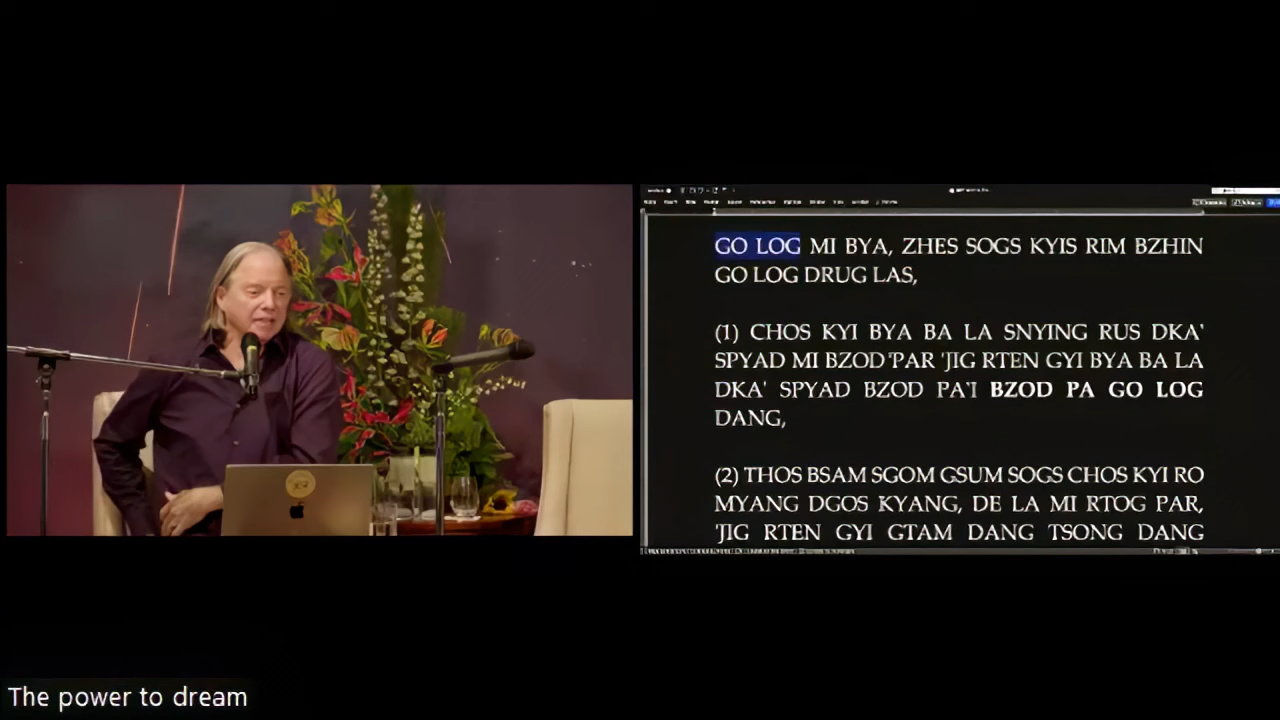 GO LOG MI BYA, ZHES SOGS KYIS RIM BZHIN
GO LOG DRUG LAS,
(1) CHOS KYI BYA BA LA SNYING RUS DKA'
SPYAD MI BZOD PAR 'JIG RTEN GYI BYA BA LA
DKA' SPYAD BZOD PA'I BZOD PA GO LOG
DANG,
(2) THOS BSAM SGOM GSUM SOGS CHOS KYI RO
MYANG DGOS KYANG, DE LA MI RTOG PAR,
'JIG RTEN GYI GTAM DANG TSONG DANG
The power to dream